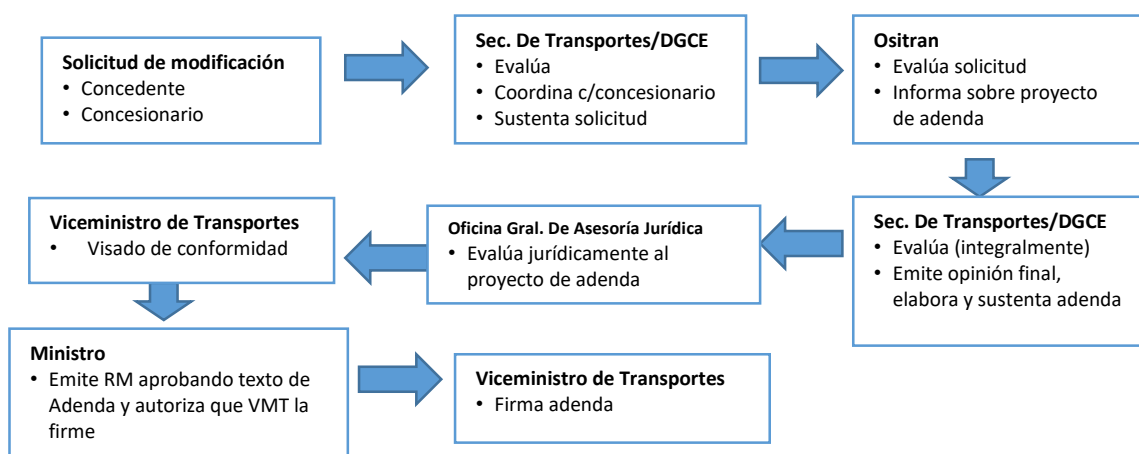 Solicitud de modificación
• Concedente
• Concesionario
Sec. De Transportes/DGCE
• Evalúa
• Coordina c/concesionario
• Sustenta solicitud
Ositran
• Evalúa solicitud
• Informa sobre proyecto
de adenda
Sec. De Transportes/DGCE
• Evalúa (integralmente)
• Emite opinión final,
elabora y sustenta adenda
Oficina Gral. De Asesoría Jurídica
• Evalúa jurídicamente al
proyecto de adenda
Viceministro de Transportes
• Visado de conformidad
Ministro
• Emite RM aprobando texto de
Adenda y autoriza que VMT la
firme
Viceministro de Transportes
• Firma adenda